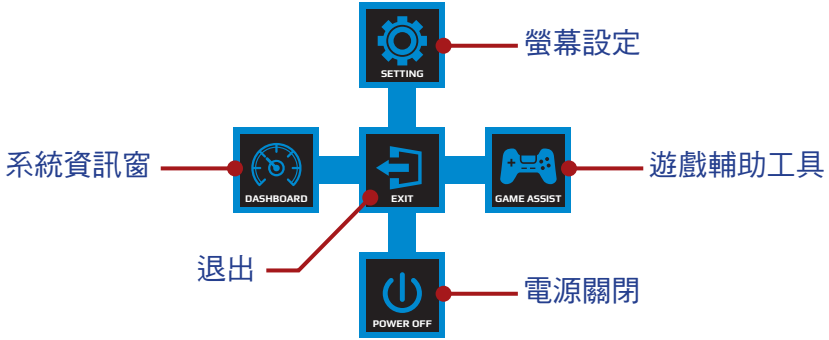 SETTING
螢幕設定
系統資訊窗
DASHBOARD
EXIT
GAME ASSIST
遊戲輔助工具
退出
POWER OFF
電源關閉